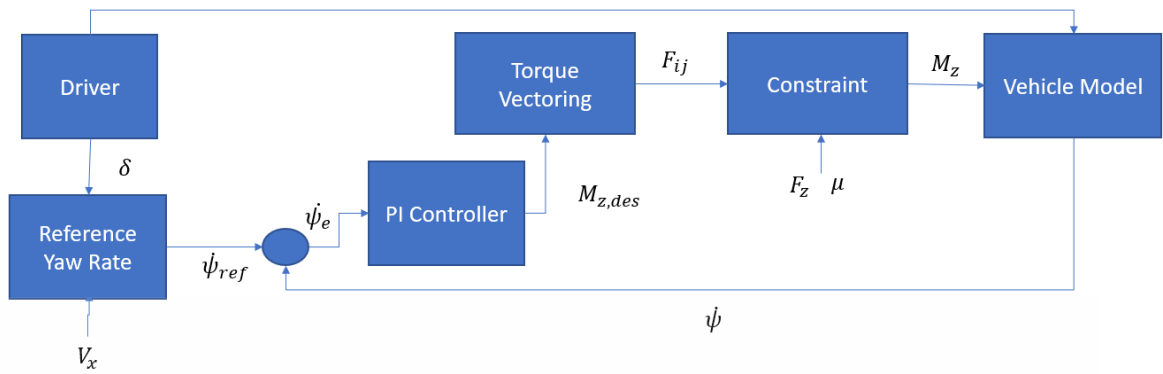 Driver
δ
Reference
Yaw Rate
V_x
ψ̇_ref
ψ̇_e
PI Controller
M_z,des
Torque
Vectoring
F_ij
Constraint
F_z μ
M_z
Vehicle Model
ψ̇